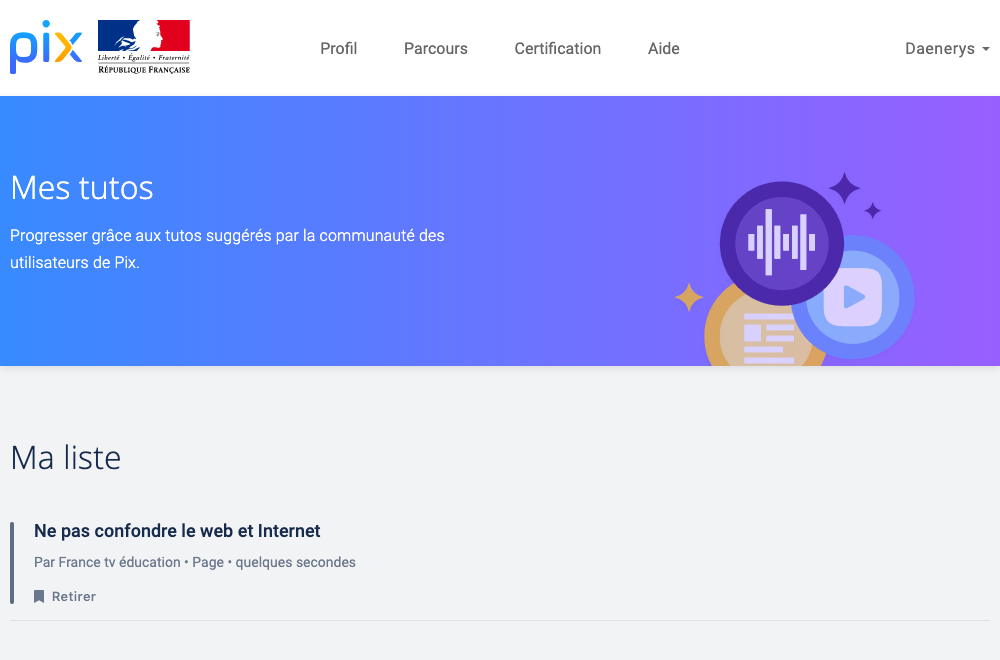 pix
Liberté • Égalité • Fraternité
RÉPUBLIQUE FRANÇAISE
Profil
Parcours
Certification
Aide
Daenerys
Mes tutos
Progresser grâce aux tutos suggérés par la communauté des
utilisateurs de Pix.
Ma liste
Ne pas confondre le web et Internet
Par France tv éducation • Page • quelques secondes
Retirer